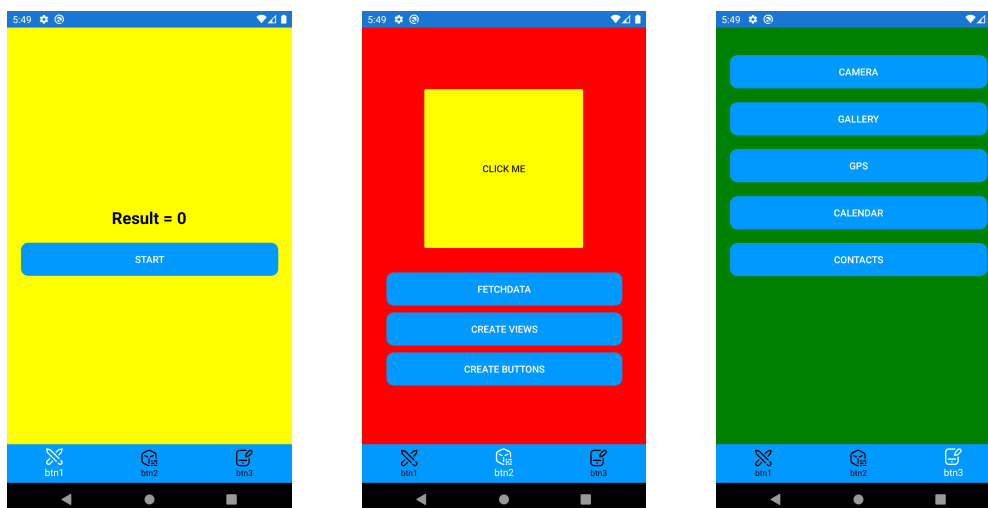 5:49
Result = 0
START
btn1 btn2 btn3
5:49
CLICK ME
FETCHDATA
CREATE VIEWS
CREATE BUTTONS
btn1 btn2 btn3
5:49
CAMERA
GALLERY
GPS
CALENDAR
CONTACTS
btn1 btn2 btn3